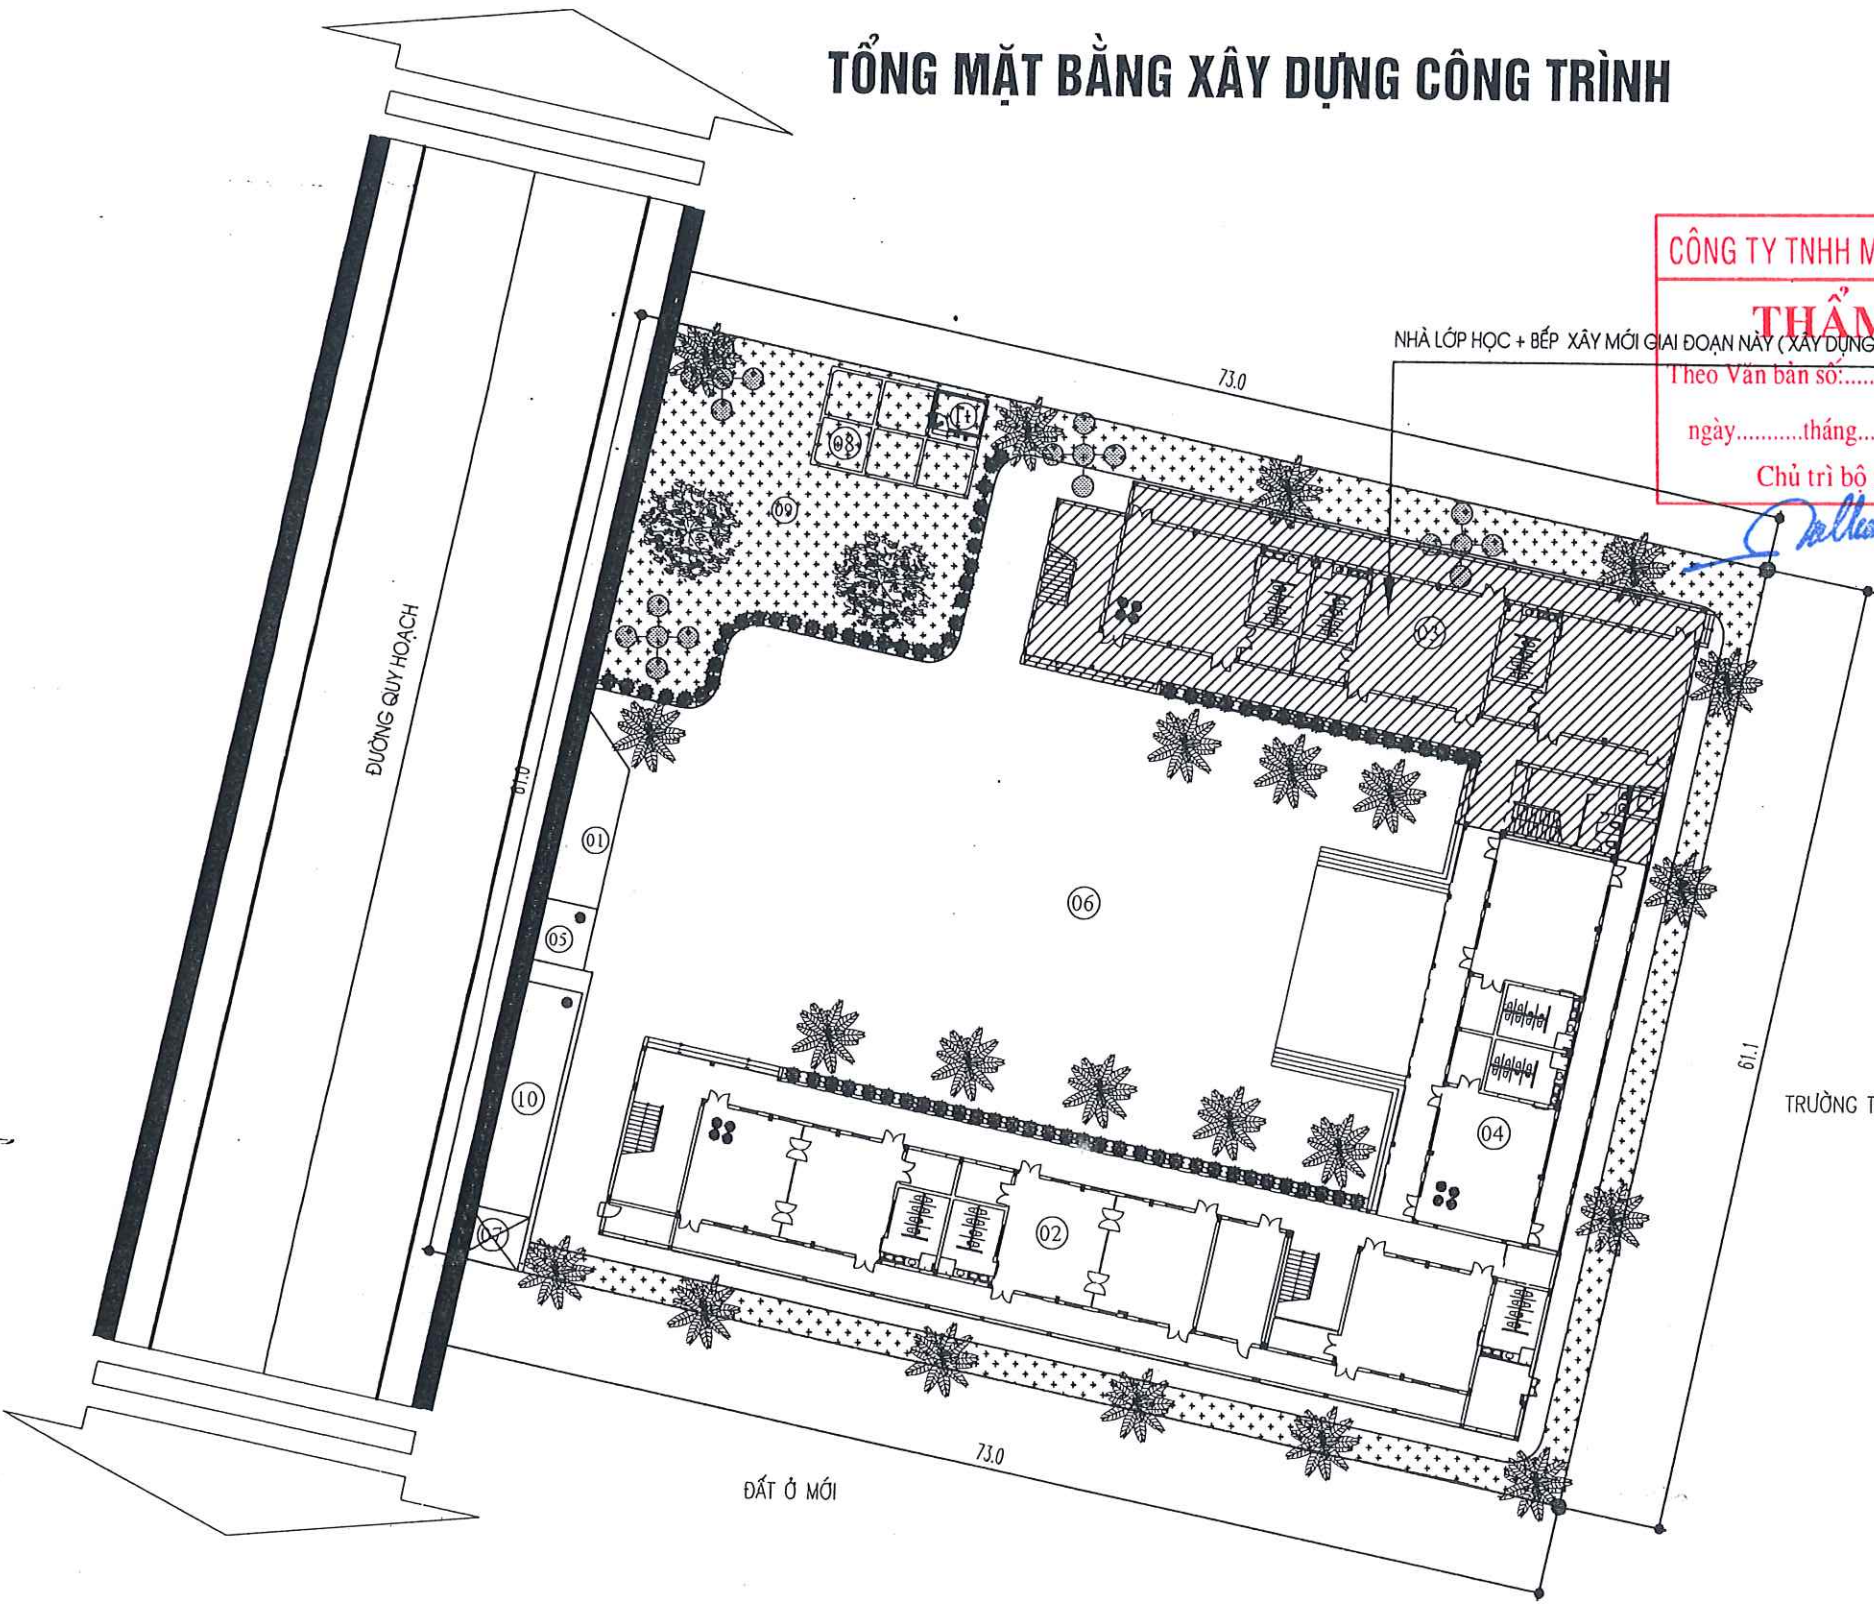 TỔNG MẶT BẰNG XÂY DỰNG CÔNG TRÌNH
CÔNG TY TNHH M
THẨM
NHÀ LỚP HỌC + BẾP XÂY MỚI GIAI ĐOẠN NÀY ( XÂY DỰNG
Theo Văn bản số:......
ngày...........tháng...
Chủ trì bộ
73.0
11
08
09
03
ĐƯỜNG QUY HOẠCH
61.0
01
06
05
10
61.1
TRƯỜNG T
04
02
07
73.0
ĐẤT Ở MỚI